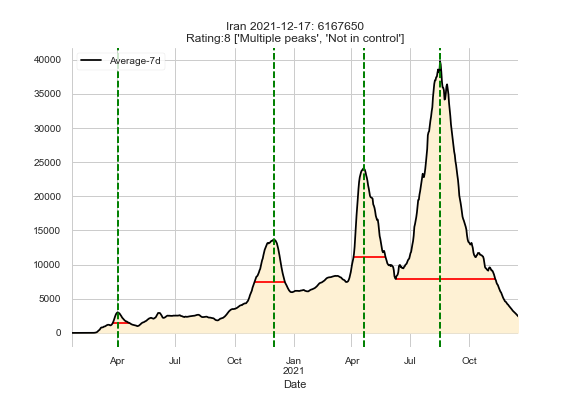 Iran 2021-12-17: 6167650
Rating:8 ['Multiple peaks', 'Not in control']
Average-7d
40000
35000
30000
25000
20000
15000
10000
5000
0
Apr Jul Oct Jan Apr Jul Oct
2021
Date